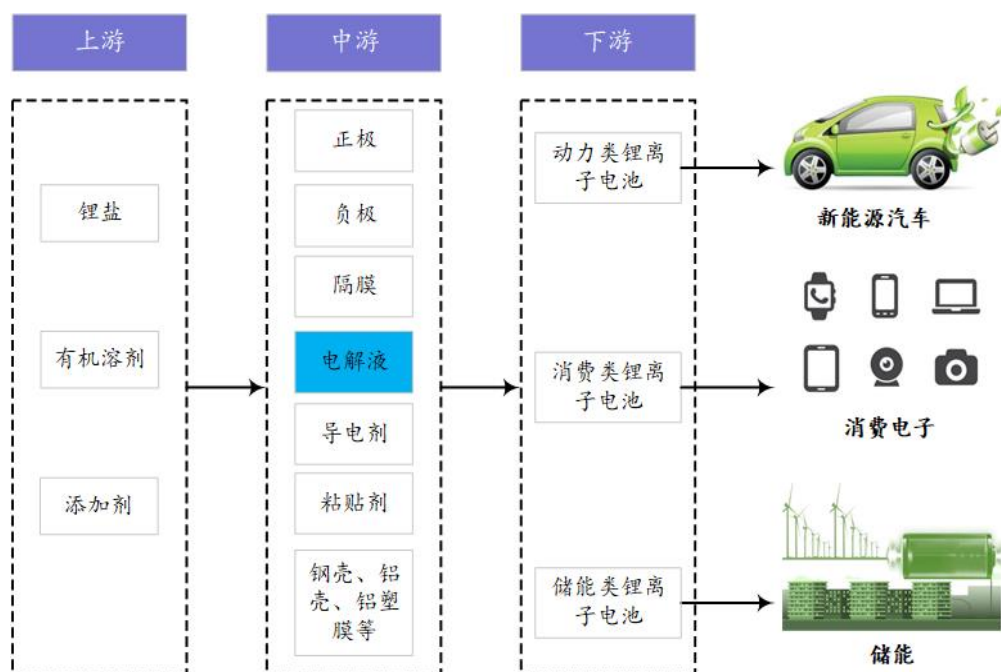 上游
中游
下游
锂盐
有机溶剂
添加剂
正极
负极
隔膜
电解液
导电剂
粘贴剂
钢壳、铝
壳、铝塑
膜等
动力类锂离
子电池
消费类锂离
子电池
储能类锂离
子电池
新能源汽车
消费电子
储能